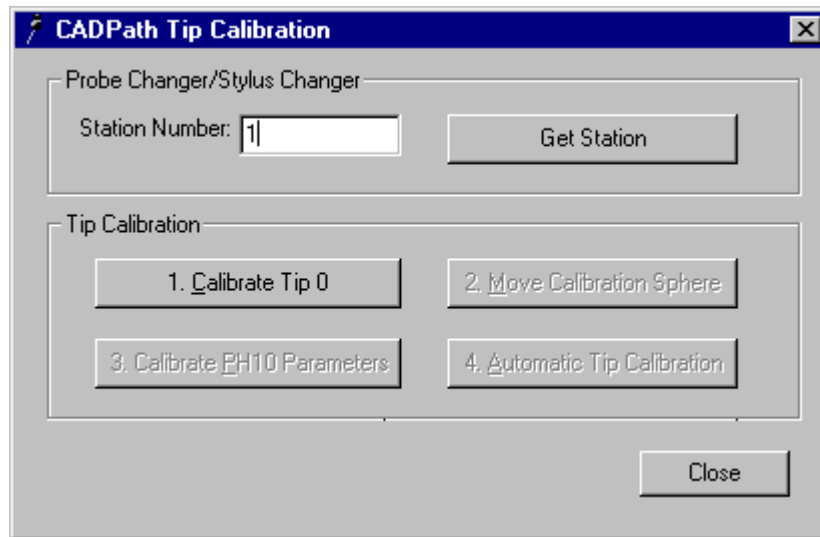 CADPath Tip Calibration
Probe Changer/Stylus Changer
Station Number: 1
Get Station
Tip Calibration
1. Calibrate Tip 0
2. Move Calibration Sphere
3. Calibrate PH10 Parameters
4. Automatic Tip Calibration
Close